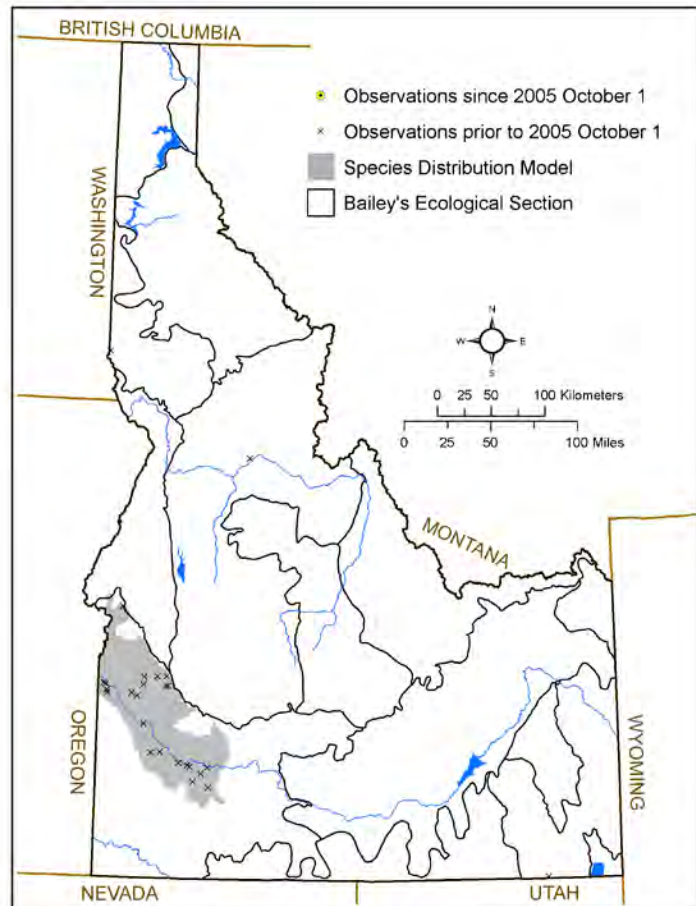 BRITISH COLUMBIA
Observations since 2005 October 1
Observations prior to 2005 October 1
Species Distribution Model
Bailey's Ecological Section
WASHINGTON
N
W E
S
0 25 50 100 Kilometers
0 25 50 100 Miles
MONTANA
OREGON
WYOMING
NEVADA UTAH